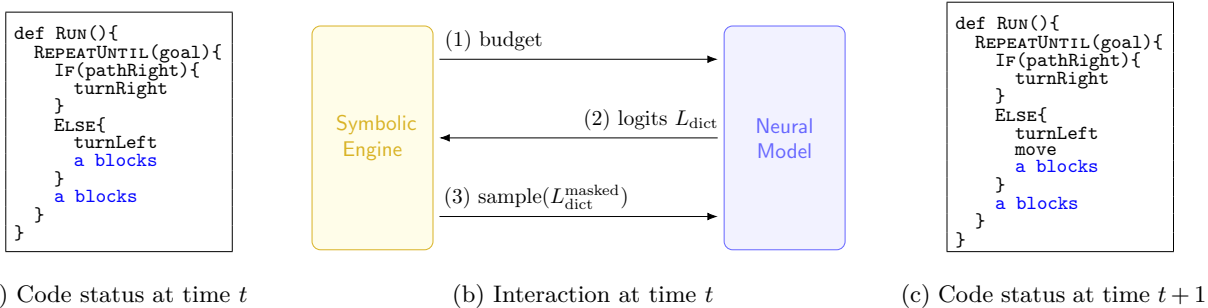 def RUN(){
REPEATUNTIL(goal){
IF(pathRight){
turnRight
}
ELSE{
turnLeft
a blocks
}
a blocks
}
}
) Code status at time t
Symbolic
Engine
(1) budget
(2) logits L_dict
(3) sample(L_dict^masked)
Neural
Model
(b) Interaction at time t
def RUN(){
REPEATUNTIL(goal){
IF(pathRight){
turnRight
}
ELSE{
turnLeft
move
a blocks
}
a blocks
}
}
(c) Code status at time t+1